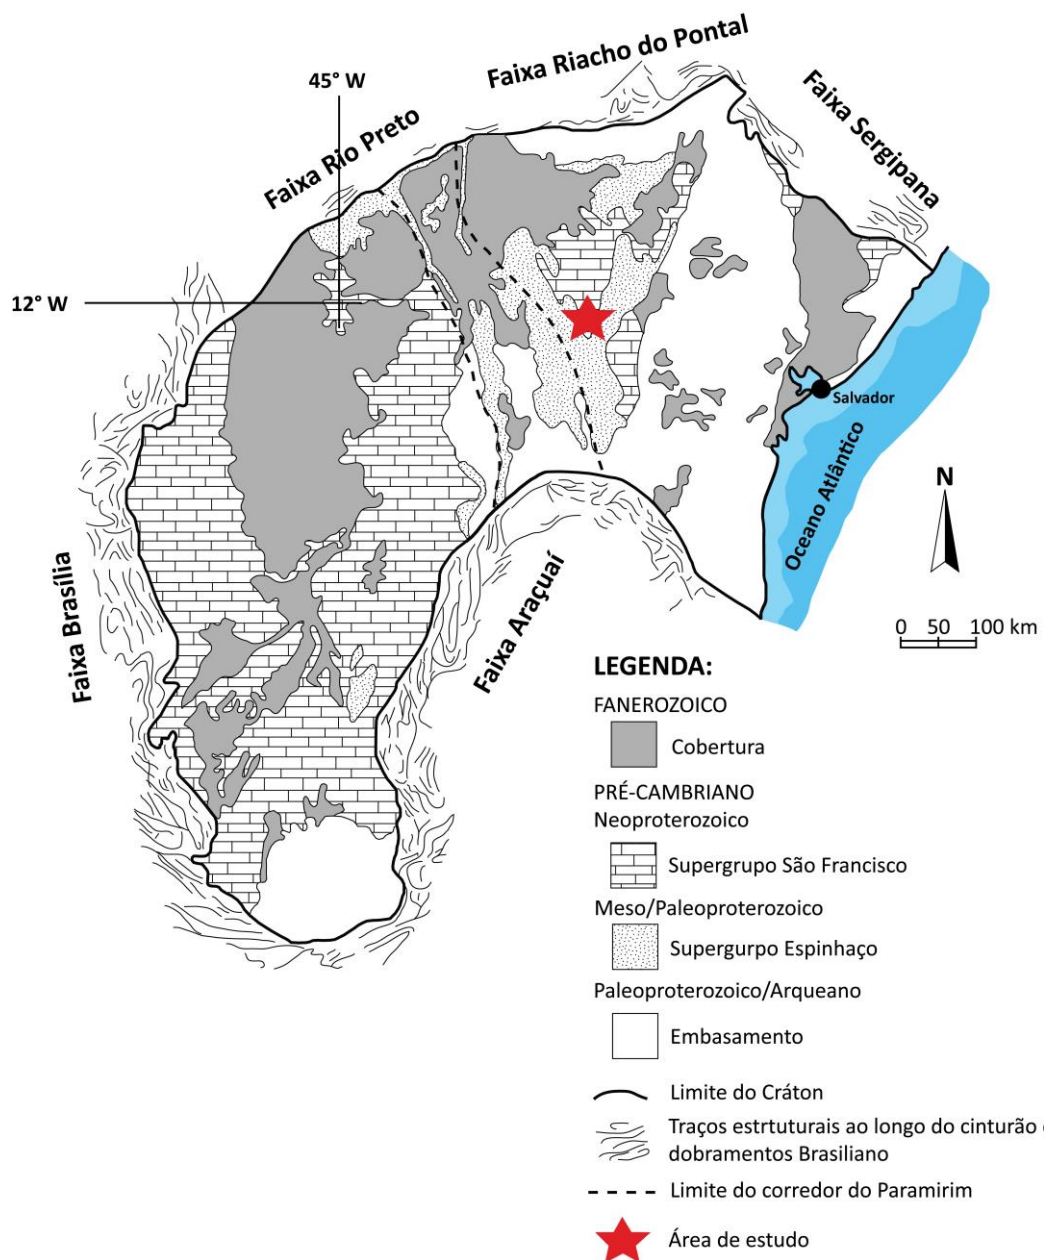 Faixa Riacho do Pontal
45° W
Faixa Sergipana
Faixa Rio Preto
12° W
Salvador
Oceano Atlântico
N
Faixa Brasília
Faixa Araçuaí
0 50 100 km
LEGENDA:
FANEROZOICO
Cobertura
PRÉ-CAMBRIANO
Neoproterozoico
Supergrupo São Francisco
Meso/Paleoproterozoico
Supergurpo Espinhaço
Paleoproterozoico/Arqueano
Embasamento
Limite do Cráton
Traços estrtuturais ao longo do cinturão
dobramentos Brasiliano
Limite do corredor do Paramirim
Área de estudo